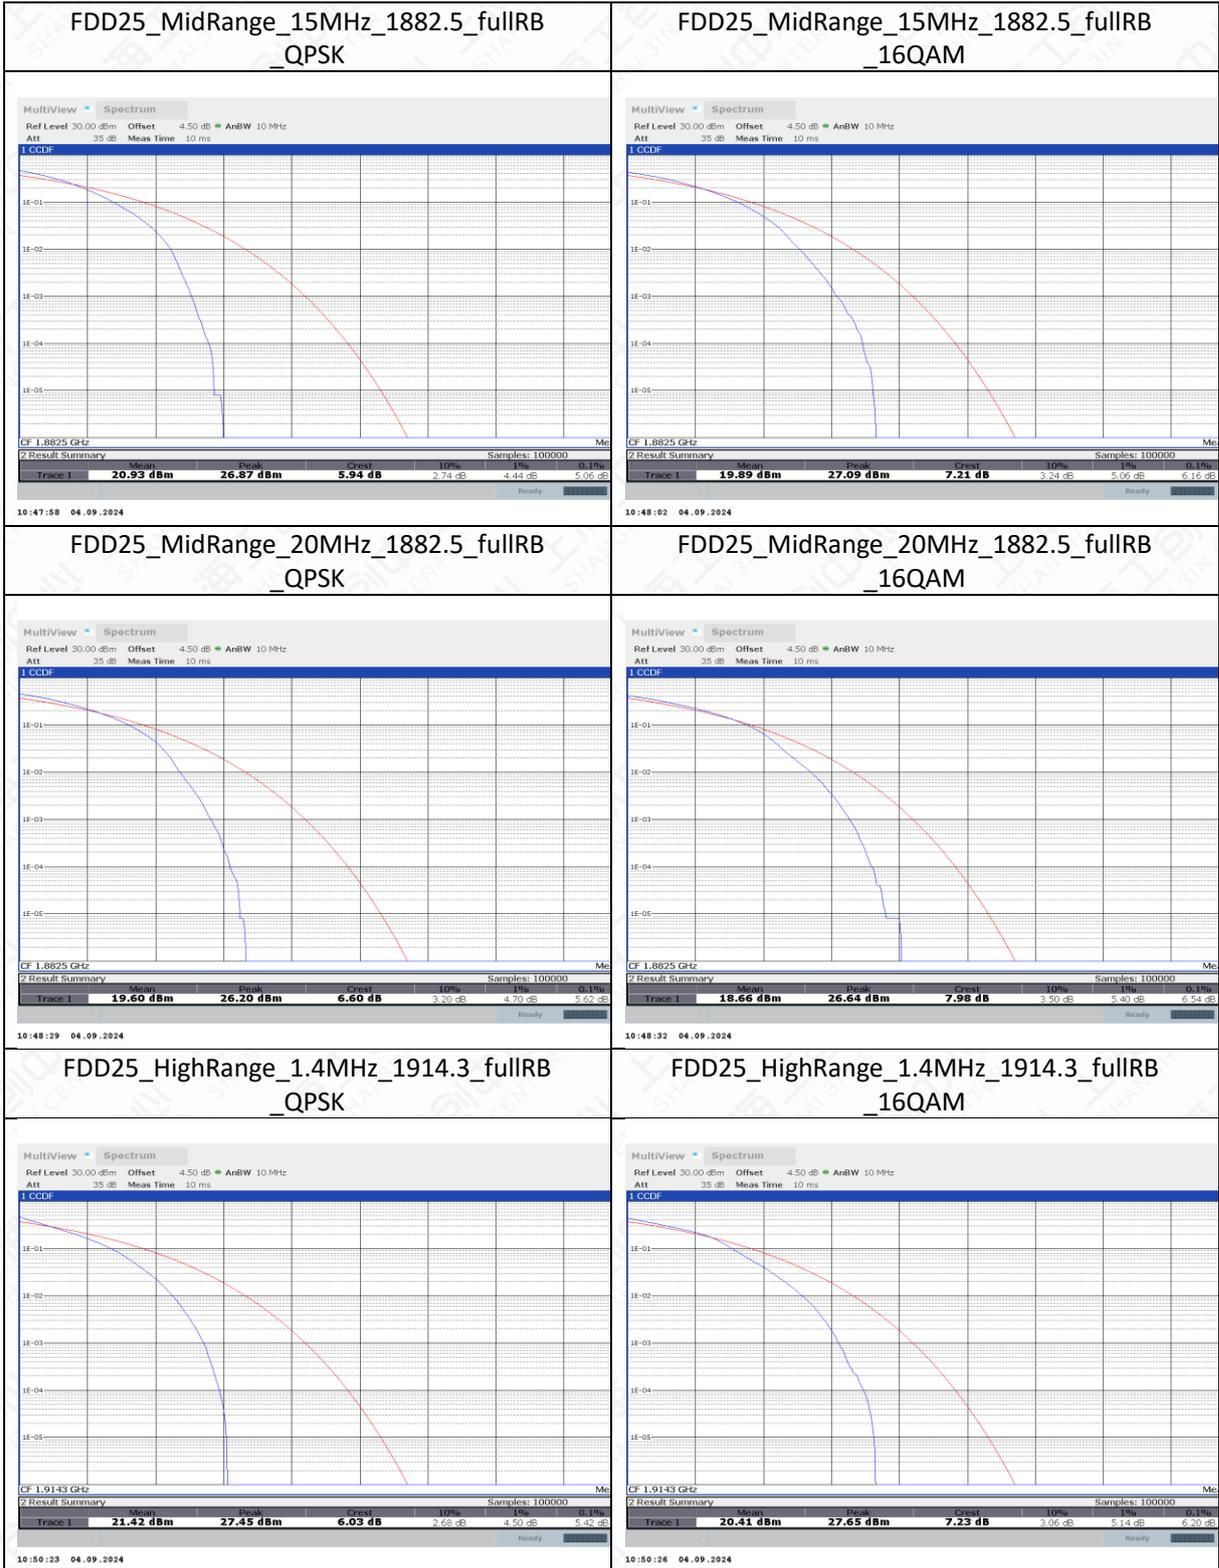 FDD25_MidRange_15MHz_1882.5_fullRB
_QPSK
MultiView Spectrum
Ref Level 30.00 dBm Offset 4.50 dB AnBW 10 MHz
Att 35 dB Meas Time 10 ms
1 CCDF
1E-01
1E-02
1E-03
1E-04
1E-05
CF 1.8825 GHz Me
2 Result Summary Samples: 100000
Mean Peak Crest 10% 1% 0.1%
Trace 1 20.93 dBm 26.87 dBm 5.94 dB 2.74 dB 4.44 dB 5.06 dB
Ready
10:47:58 04.09.2024
FDD25_MidRange_15MHz_1882.5_fullRB
_16QAM
MultiView Spectrum
Ref Level 30.00 dBm Offset 4.50 dB AnBW 10 MHz
Att 35 dB Meas Time 10 ms
1 CCDF
1E-01
1E-02
1E-03
1E-04
1E-05
CF 1.8825 GHz Me
2 Result Summary Samples: 100000
Mean Peak Crest 10% 1% 0.1%
Trace 1 19.89 dBm 27.09 dBm 7.21 dB 3.24 dB 5.06 dB 6.16 dB
Ready
10:48:02 04.09.2024
FDD25_MidRange_20MHz_1882.5_fullRB
_QPSK
MultiView Spectrum
Ref Level 30.00 dBm Offset 4.50 dB AnBW 10 MHz
Att 35 dB Meas Time 10 ms
1 CCDF
1E-01
1E-02
1E-03
1E-04
1E-05
CF 1.8825 GHz Me
2 Result Summary Samples: 100000
Mean Peak Crest 10% 1% 0.1%
Trace 1 19.60 dBm 26.20 dBm 6.60 dB 3.20 dB 4.70 dB 5.62 dB
Ready
10:48:29 04.09.2024
FDD25_MidRange_20MHz_1882.5_fullRB
_16QAM
MultiView Spectrum
Ref Level 30.00 dBm Offset 4.50 dB AnBW 10 MHz
Att 35 dB Meas Time 10 ms
1 CCDF
1E-01
1E-02
1E-03
1E-04
1E-05
CF 1.8825 GHz Me
2 Result Summary Samples: 100000
Mean Peak Crest 10% 1% 0.1%
Trace 1 18.66 dBm 26.64 dBm 7.98 dB 3.50 dB 5.40 dB 6.54 dB
Ready
10:48:32 04.09.2024
FDD25_HighRange_1.4MHz_1914.3_fullRB
_QPSK
MultiView Spectrum
Ref Level 30.00 dBm Offset 4.50 dB AnBW 10 MHz
Att 35 dB Meas Time 10 ms
1 CCDF
1E-01
1E-02
1E-03
1E-04
1E-05
CF 1.9143 GHz Me
2 Result Summary Samples: 100000
Mean Peak Crest 10% 1% 0.1%
Trace 1 21.42 dBm 27.45 dBm 6.03 dB 2.68 dB 4.50 dB 5.42 dB
Ready
10:50:23 04.09.2024
FDD25_HighRange_1.4MHz_1914.3_fullRB
_16QAM
MultiView Spectrum
Ref Level 30.00 dBm Offset 4.50 dB AnBW 10 MHz
Att 35 dB Meas Time 10 ms
1 CCDF
1E-01
1E-02
1E-03
1E-04
1E-05
CF 1.9143 GHz Me
2 Result Summary Samples: 100000
Mean Peak Crest 10% 1% 0.1%
Trace 1 20.41 dBm 27.65 dBm 7.23 dB 3.06 dB 5.14 dB 6.20 dB
Ready
10:50:26 04.09.2024